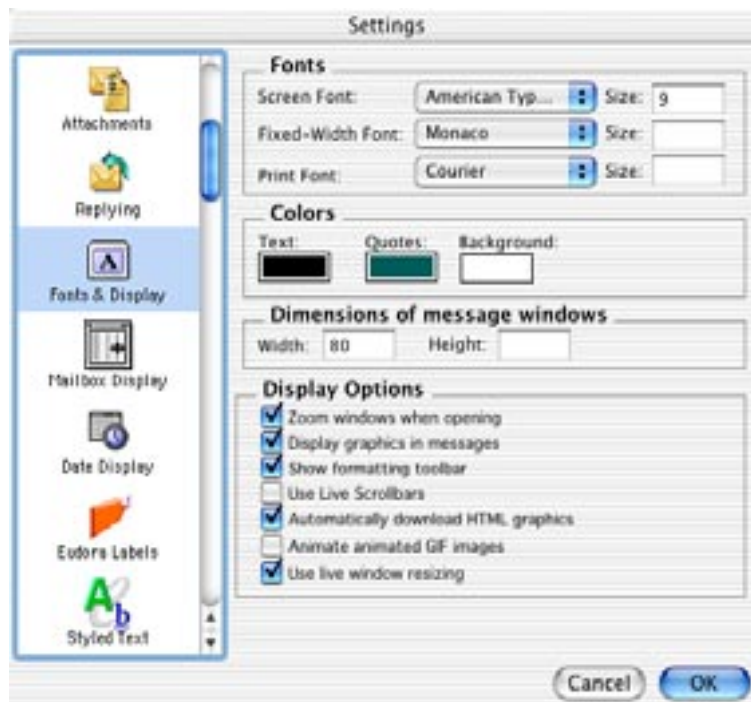 Settings
Attachments
Replying
Fonts & Display
Mailbox Display
Date Display
Eudora Labels
Styled Text
Fonts
Screen Font: American Typ... Size: 9
Fixed-Width Font: Monaco Size:
Print Font: Courier Size:
Colors
Text: Quotes: Background:
Dimensions of message windows
Width: 80 Height:
Display Options
Zoom windows when opening
Display graphics in messages
Show formatting toolbar
Use Live Scrollbars
Automatically download HTML graphics
Animate animated GIF images
Use live window resizing
Cancel OK